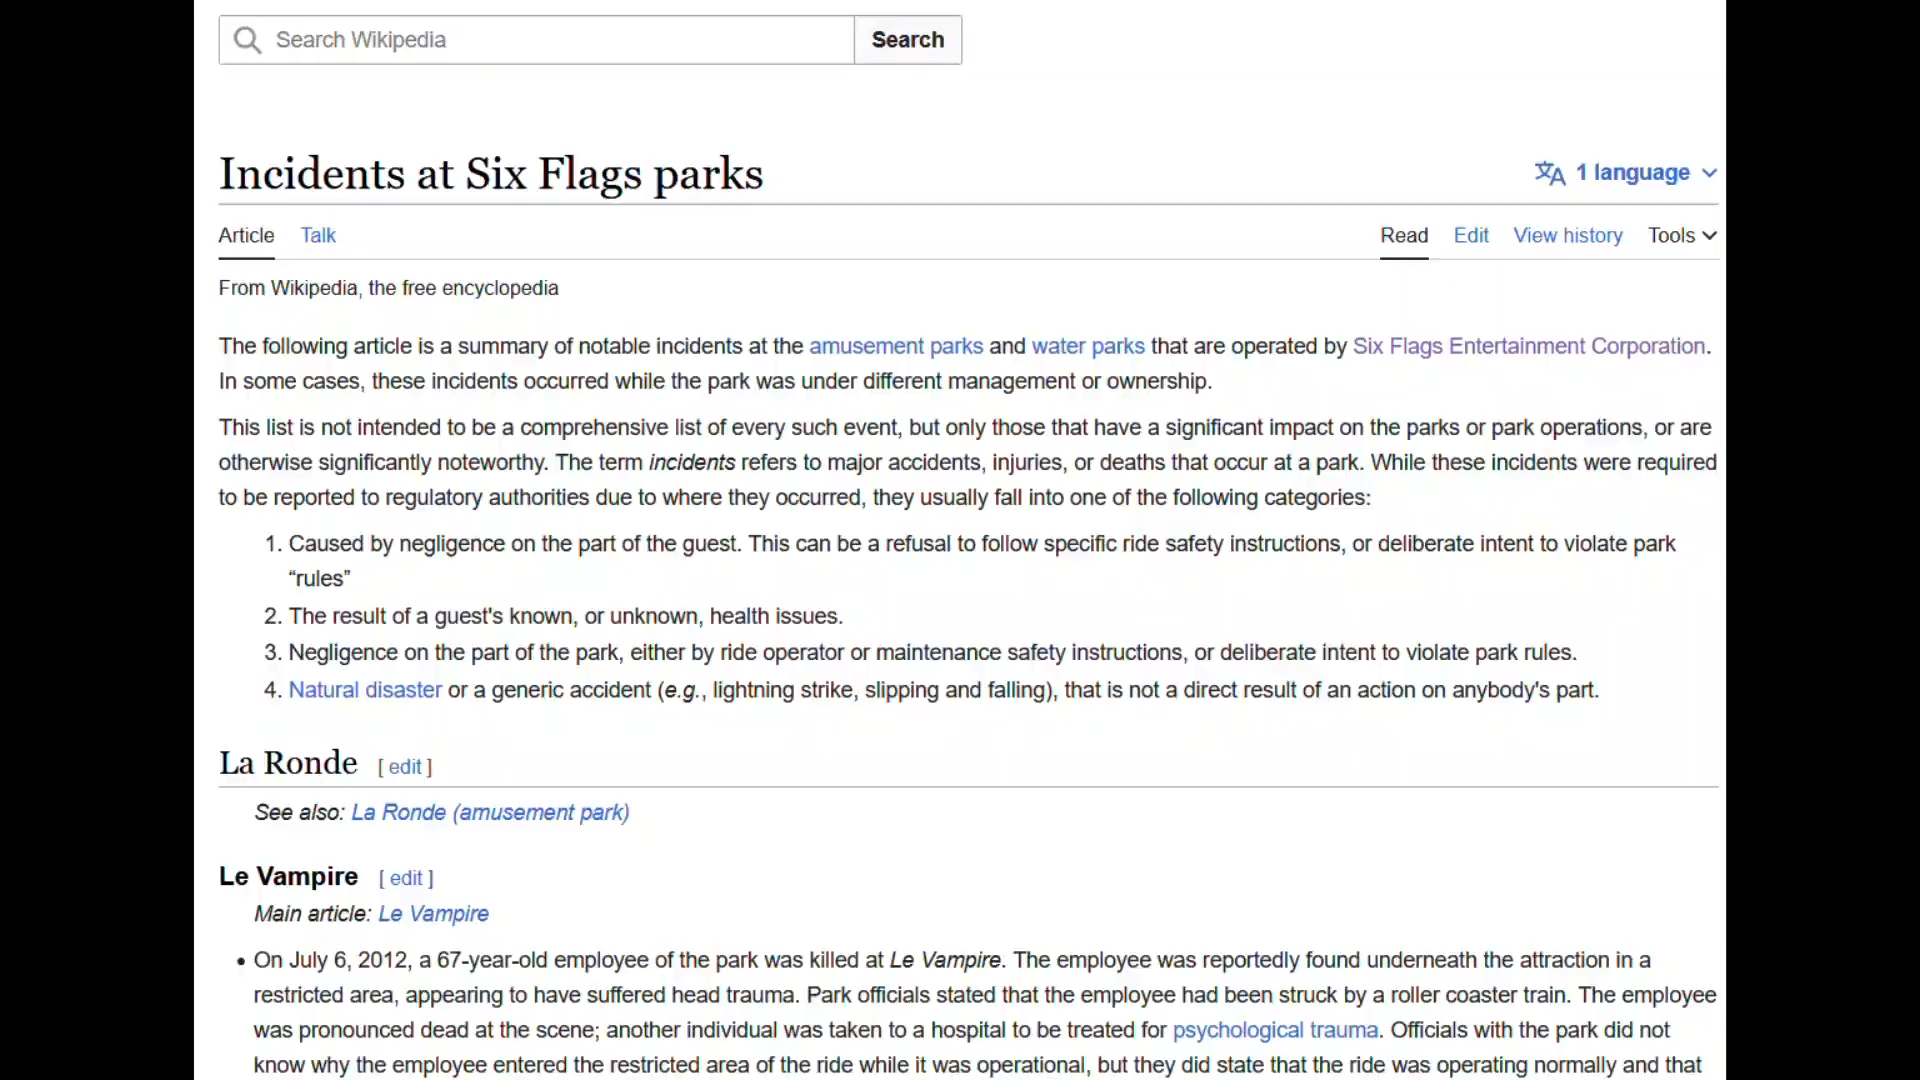 Search Wikipedia Search
Incidents at Six Flags parks
1 language
Article Talk
Read Edit View history Tools
From Wikipedia, the free encyclopedia
The following article is a summary of notable incidents at the amusement parks and water parks that are operated by Six Flags Entertainment Corporation.
In some cases, these incidents occurred while the park was under different management or ownership.
This list is not intended to be a comprehensive list of every such event, but only those that have a significant impact on the parks or park operations, or are
otherwise significantly noteworthy. The term incidents refers to major accidents, injuries, or deaths that occur at a park. While these incidents were required
to be reported to regulatory authorities due to where they occurred, they usually fall into one of the following categories:
1. Caused by negligence on the part of the guest. This can be a refusal to follow specific ride safety instructions, or deliberate intent to violate park
“rules”
2. The result of a guest's known, or unknown, health issues.
3. Negligence on the part of the park, either by ride operator or maintenance safety instructions, or deliberate intent to violate park rules.
4. Natural disaster or a generic accident (e.g., lightning strike, slipping and falling), that is not a direct result of an action on anybody's part.
La Ronde [ edit ]
See also: La Ronde (amusement park)
Le Vampire [ edit ]
Main article: Le Vampire
• On July 6, 2012, a 67-year-old employee of the park was killed at Le Vampire. The employee was reportedly found underneath the attraction in a
restricted area, appearing to have suffered head trauma. Park officials stated that the employee had been struck by a roller coaster train. The employee
was pronounced dead at the scene; another individual was taken to a hospital to be treated for psychological trauma. Officials with the park did not
know why the employee entered the restricted area of the ride while it was operational, but they did state that the ride was operating normally and that